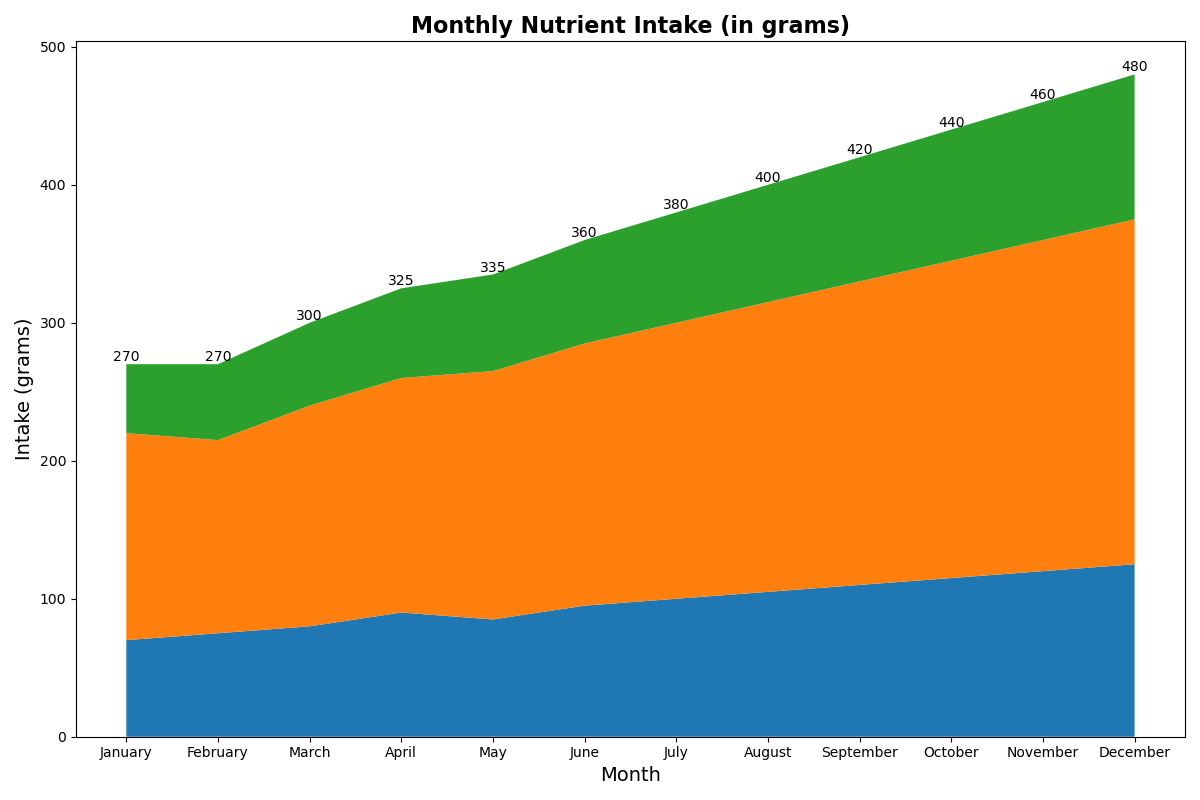 Monthly Nutrient Intake (in grams)
500
400
300
200
100
0
Intake (grams)
270
270
300
325
335
360
380
400
420
440
460
480
January
February
March
April
May
June
July
August
September
October
November
December
Month